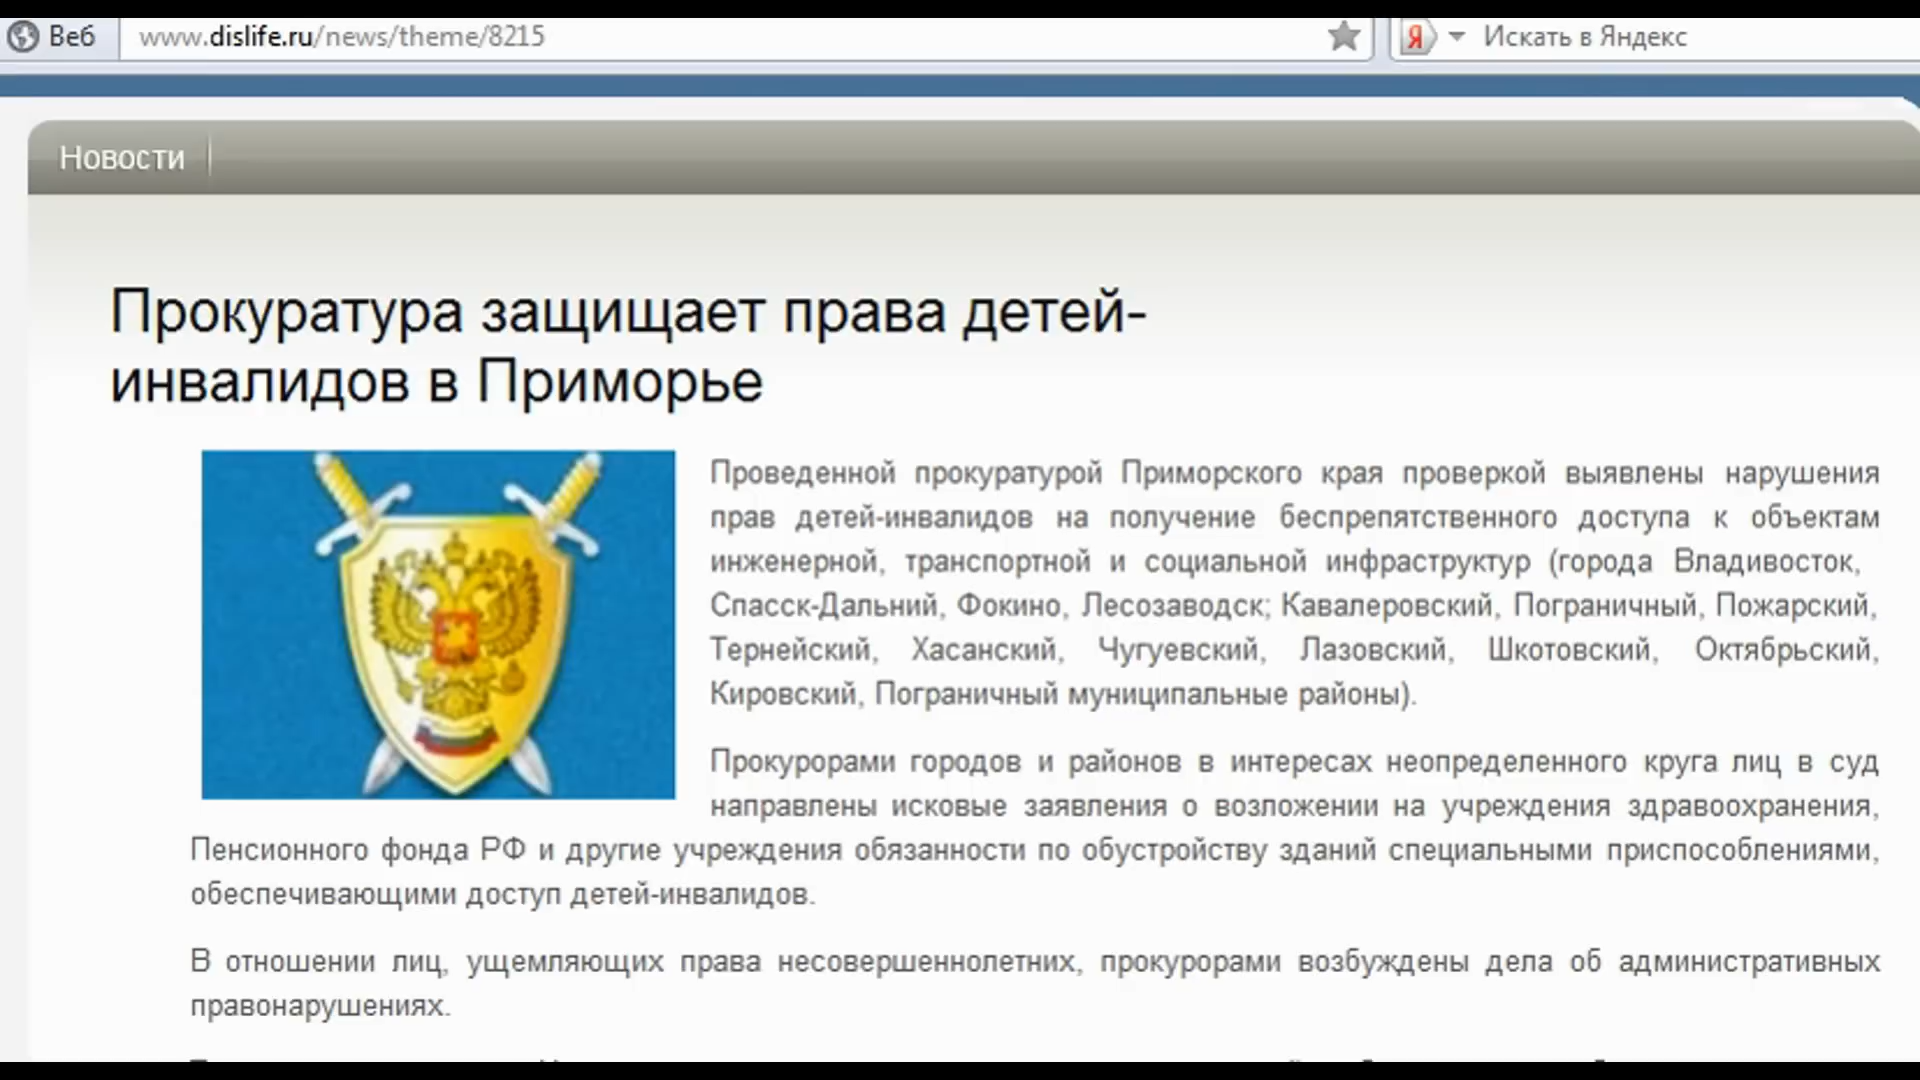 Веб www.dislife.ru/news/theme/8215 Я Искать в Яндекс
Новости
Прокуратура защищает права детей-
инвалидов в Приморье
Проведенной прокуратурой Приморского края проверкой выявлены нарушения
прав детей-инвалидов на получение беспрепятственного доступа к объектам
инженерной, транспортной и социальной инфраструктур (города Владивосток,
Спасск-Дальний, Фокино, Лесозаводск; Кавалеровский, Пограничный, Пожарский,
Тернейский, Хасанский, Чугуевский, Лазовский, Шкотовский, Октябрьский,
Кировский, Пограничный муниципальные районы).
Прокурорами городов и районов в интересах неопределенного круга лиц в суд
направлены исковые заявления о возложении на учреждения здравоохранения,
Пенсионного фонда РФ и другие учреждения обязанности по обустройству зданий специальными приспособлениями,
обеспечивающими доступ детей-инвалидов.
В отношении лиц, ущемляющих права несовершеннолетних, прокурорами возбуждены дела об административных
правонарушениях.